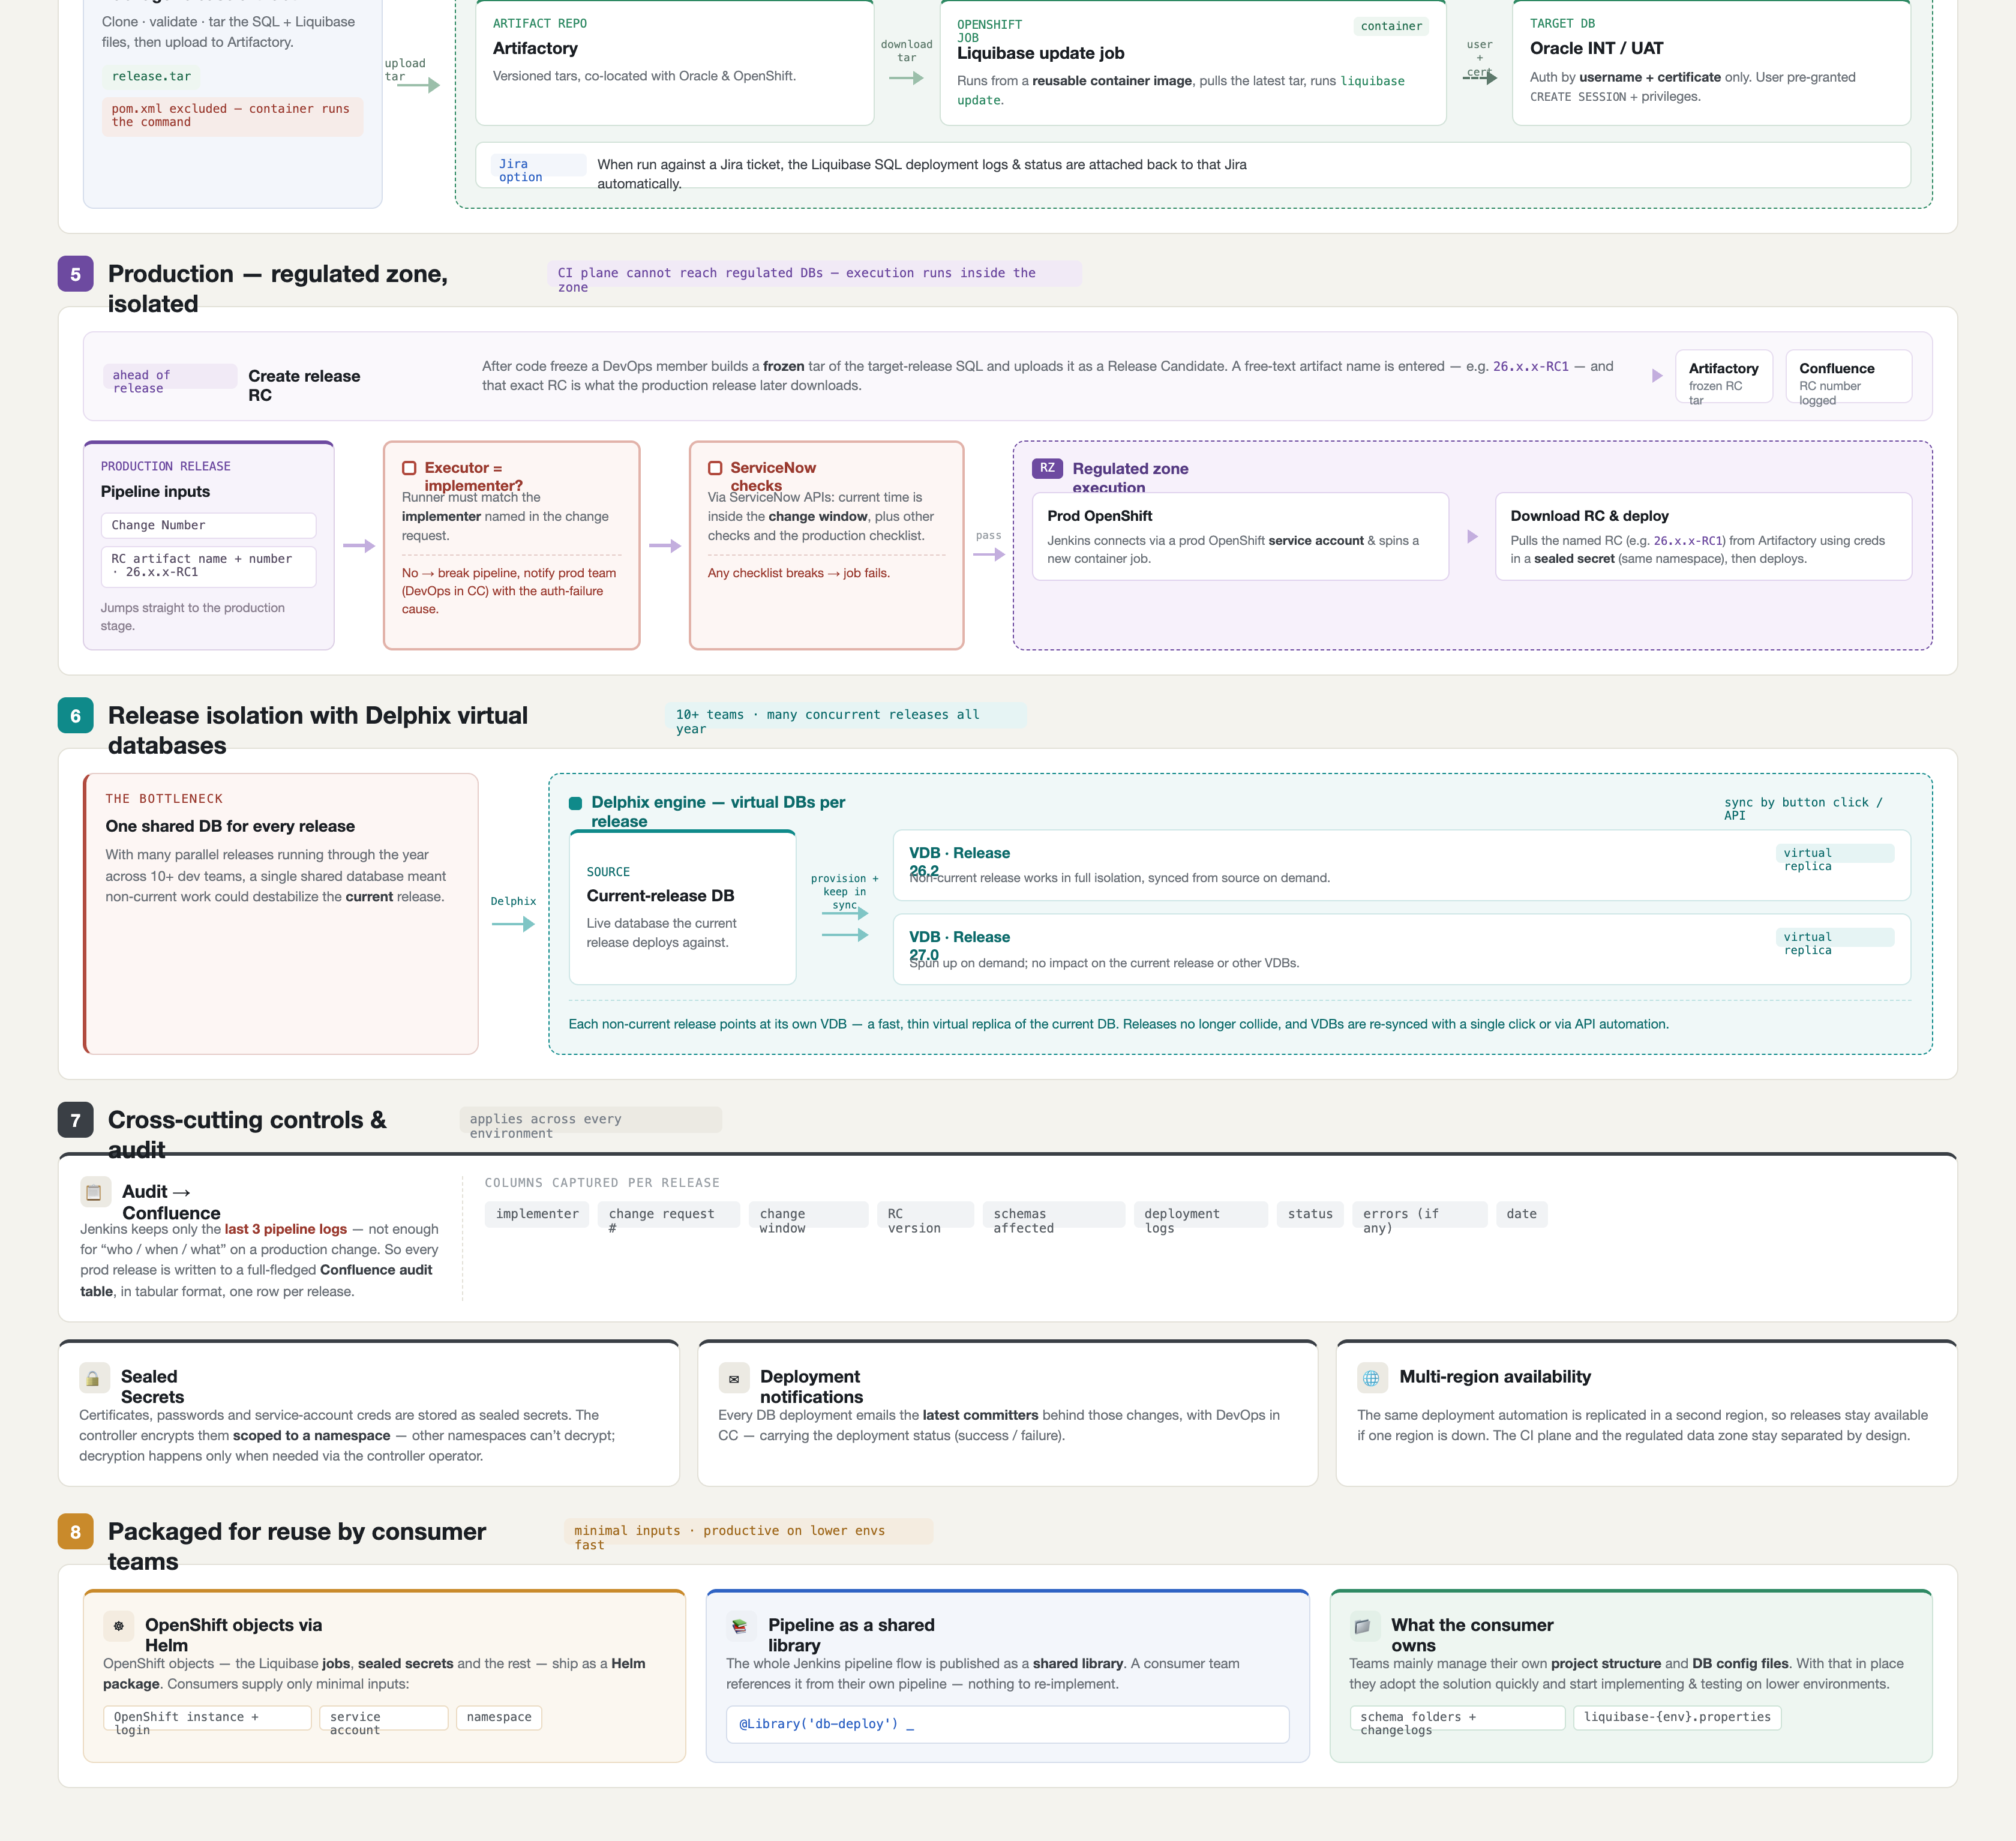 Clone · validate · tar the SQL + Liquibase
files, then upload to Artifactory.
release.tar
pom.xml excluded — container runs
the command
upload
tar
ARTIFACT REPO
Artifactory
Versioned tars, co-located with Oracle & OpenShift.
download
tar
OPENSHIFT
JOB
container
Liquibase update job
Runs from a reusable container image, pulls the latest tar, runs liquibase
update.
user
+
cert
TARGET DB
Oracle INT / UAT
Auth by username + certificate only. User pre-granted
CREATE SESSION + privileges.
Jira
option
When run against a Jira ticket, the Liquibase SQL deployment logs & status are attached back to that Jira
automatically.
5
Production — regulated zone,
isolated
CI plane cannot reach regulated DBs — execution runs inside the
zone
ahead of
release
Create release
RC
After code freeze a DevOps member builds a frozen tar of the target-release SQL and uploads it as a Release Candidate. A free-text artifact name is entered — e.g. 26.x.x-RC1 — and
that exact RC is what the production release later downloads.
Artifactory
frozen RC
tar
Confluence
RC number
logged
PRODUCTION RELEASE
Pipeline inputs
Change Number
RC artifact name + number
· 26.x.x-RC1
Jumps straight to the production
stage.
Executor =
implementer?
Runner must match the
implementer named in the change
request.
No → break pipeline, notify prod team
(DevOps in CC) with the auth-failure
cause.
ServiceNow
checks
Via ServiceNow APIs: current time is
inside the change window, plus other
checks and the production checklist.
Any checklist breaks → job fails.
pass
RZ
Regulated zone
execution
Prod OpenShift
Jenkins connects via a prod OpenShift service account & spins a
new container job.
Download RC & deploy
Pulls the named RC (e.g. 26.x.x-RC1) from Artifactory using creds
in a sealed secret (same namespace), then deploys.
6
Release isolation with Delphix virtual
databases
10+ teams · many concurrent releases all
year
THE BOTTLENECK
One shared DB for every release
With many parallel releases running through the year
across 10+ dev teams, a single shared database meant
non-current work could destabilize the current release.
Delphix
Delphix engine — virtual DBs per
release
sync by button click /
API
SOURCE
Current-release DB
Live database the current
release deploys against.
provision +
keep in
sync
VDB · Release
26.2
virtual
replica
Non-current release works in full isolation, synced from source on demand.
VDB · Release
27.0
virtual
replica
Spun up on demand; no impact on the current release or other VDBs.
Each non-current release points at its own VDB — a fast, thin virtual replica of the current DB. Releases no longer collide, and VDBs are re-synced with a single click or via API automation.
7
Cross-cutting controls &
audit
applies across every
environment
Audit →
Confluence
Jenkins keeps only the last 3 pipeline logs — not enough
for “who / when / what” on a production change. So every
prod release is written to a full-fledged Confluence audit
table, in tabular format, one row per release.
COLUMNS CAPTURED PER RELEASE
implementer
change request
#
change
window
RC
version
schemas
affected
deployment
logs
status
errors (if
any)
date
Sealed
Secrets
Certificates, passwords and service-account creds are stored as sealed secrets. The
controller encrypts them scoped to a namespace — other namespaces can’t decrypt;
decryption happens only when needed via the controller operator.
Deployment
notifications
Every DB deployment emails the latest committers behind those changes, with DevOps in
CC — carrying the deployment status (success / failure).
Multi-region availability
The same deployment automation is replicated in a second region, so releases stay available
if one region is down. The CI plane and the regulated data zone stay separated by design.
8
Packaged for reuse by consumer
teams
minimal inputs · productive on lower envs
fast
OpenShift objects via
Helm
OpenShift objects — the Liquibase jobs, sealed secrets and the rest — ship as a Helm
package. Consumers supply only minimal inputs:
OpenShift instance +
login
service
account
namespace
Pipeline as a shared
library
The whole Jenkins pipeline flow is published as a shared library. A consumer team
references it from their own pipeline — nothing to re-implement.
@Library('db-deploy') _
What the consumer
owns
Teams mainly manage their own project structure and DB config files. With that in place
they adopt the solution quickly and start implementing & testing on lower environments.
schema folders +
changelogs
liquibase-{env}.properties